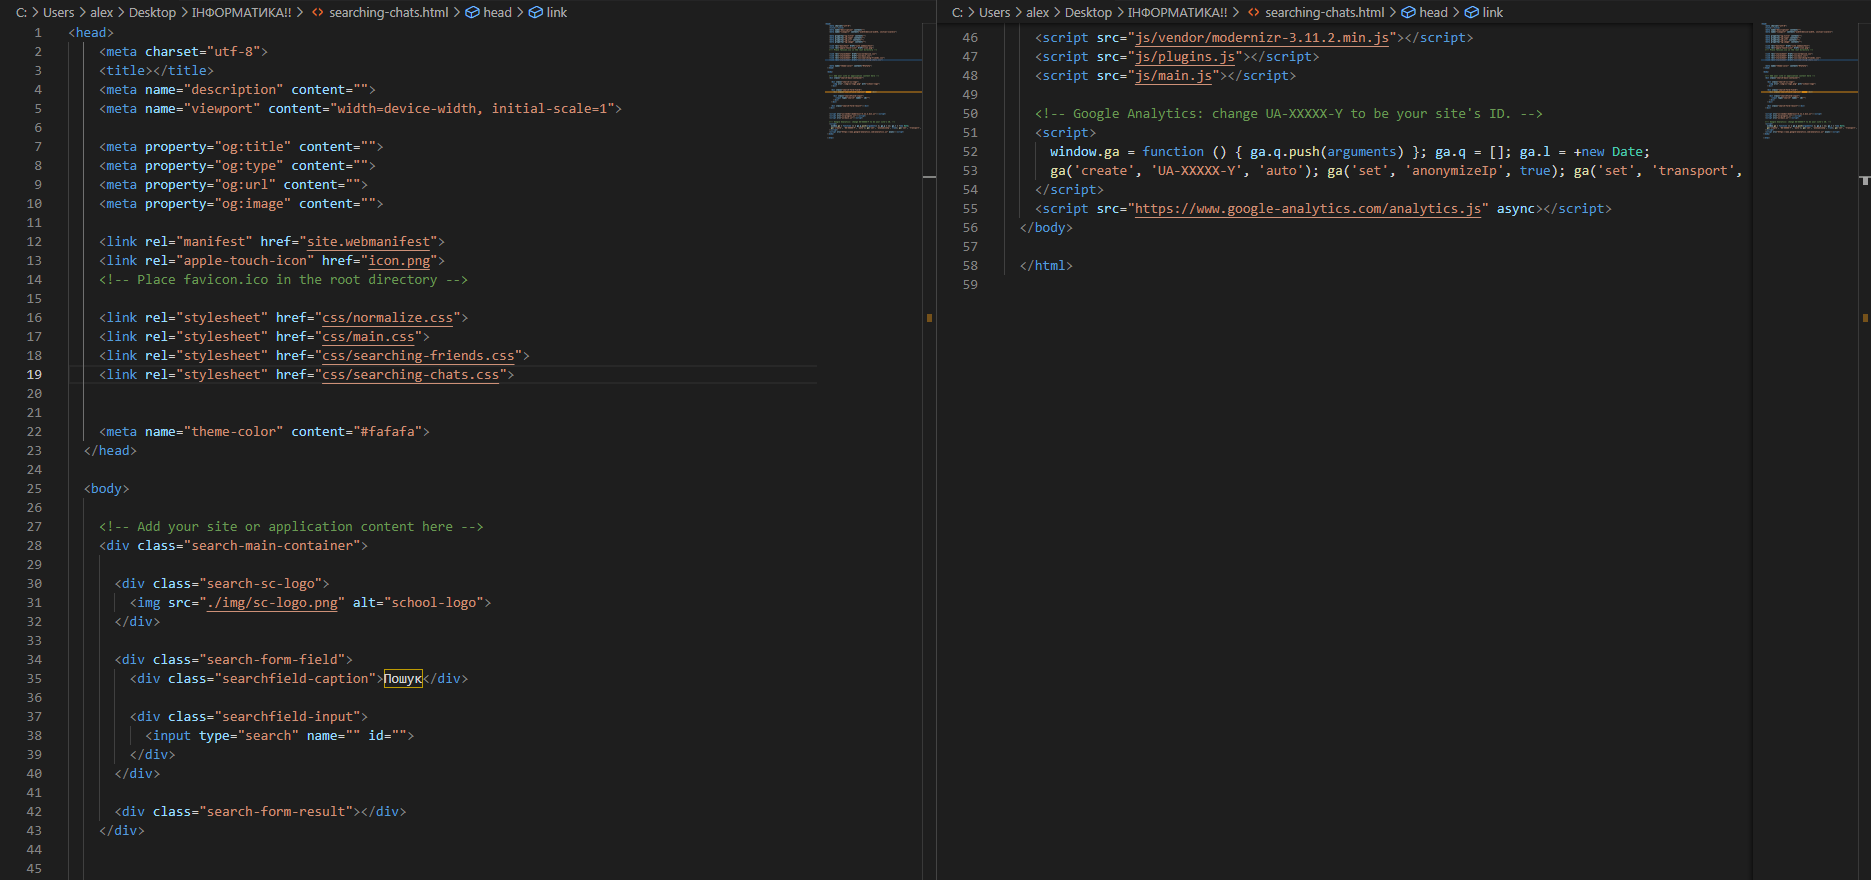 C: > Users > alex > Desktop > ІНФОРМАТИКА!! > searching-chats.html > head > link
1 <head>
2 <meta charset="utf-8">
3 <title></title>
4 <meta name="description" content="">
5 <meta name="viewport" content="width=device-width, initial-scale=1">
6
7 <meta property="og:title" content="">
8 <meta property="og:type" content="">
9 <meta property="og:url" content="">
10 <meta property="og:image" content="">
11
12 <link rel="manifest" href="site.webmanifest">
13 <link rel="apple-touch-icon" href="icon.png">
14 <!-- Place favicon.ico in the root directory -->
15
16 <link rel="stylesheet" href="css/normalize.css">
17 <link rel="stylesheet" href="css/main.css">
18 <link rel="stylesheet" href="css/searching-friends.css">
19 <link rel="stylesheet" href="css/searching-chats.css">
20
21
22 <meta name="theme-color" content="#fafafa">
23 </head>
24
25 <body>
26
27 <!-- Add your site or application content here -->
28 <div class="search-main-container">
29
30 <div class="search-sc-logo">
31 <img src="./img/sc-logo.png" alt="school-logo">
32 </div>
33
34 <div class="search-form-field">
35 <div class="searchfield-caption">Пошук</div>
36
37 <div class="searchfield-input">
38 <input type="search" name="" id="">
39 </div>
40 </div>
41
42 <div class="search-form-result"></div>
43 </div>
44
45
C: > Users > alex > Desktop > ІНФОРМАТИКА!! > searching-chats.html > head > link
46 <script src="js/vendor/modernizr-3.11.2.min.js"></script>
47 <script src="js/plugins.js"></script>
48 <script src="js/main.js"></script>
49
50 <!-- Google Analytics: change UA-XXXXX-Y to be your site's ID. -->
51 <script>
52 window.ga = function () { ga.q.push(arguments) }; ga.q = []; ga.l = +new Date;
53 ga('create', 'UA-XXXXX-Y', 'auto'); ga('set', 'anonymizeIp', true); ga('set', 'transport',
54 </script>
55 <script src="https://www.google-analytics.com/analytics.js" async></script>
56 </body>
57
58 </html>
59